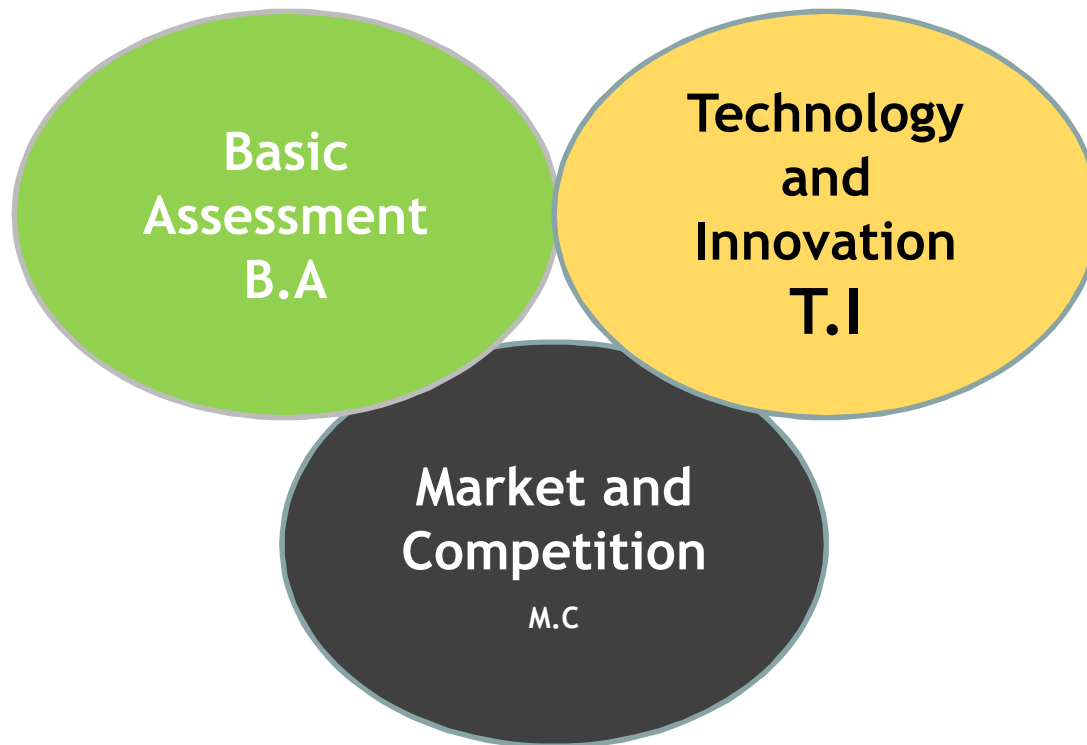 Basic
Assessment
B.A
Technology
and
Innovation
T.I
Market and
Competition
M.C